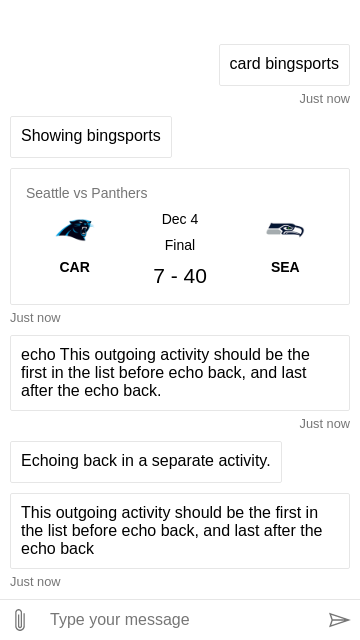 card bingsports
Just now
Showing bingsports
Seattle vs Panthers
Dec 4
Final
CAR
7 - 40
SEA
Just now
echo This outgoing activity should be the
first in the list before echo back, and last
after the echo back.
Just now
Echoing back in a separate activity.
This outgoing activity should be the first in
the list before echo back, and last after the
echo back
Just now
Type your message